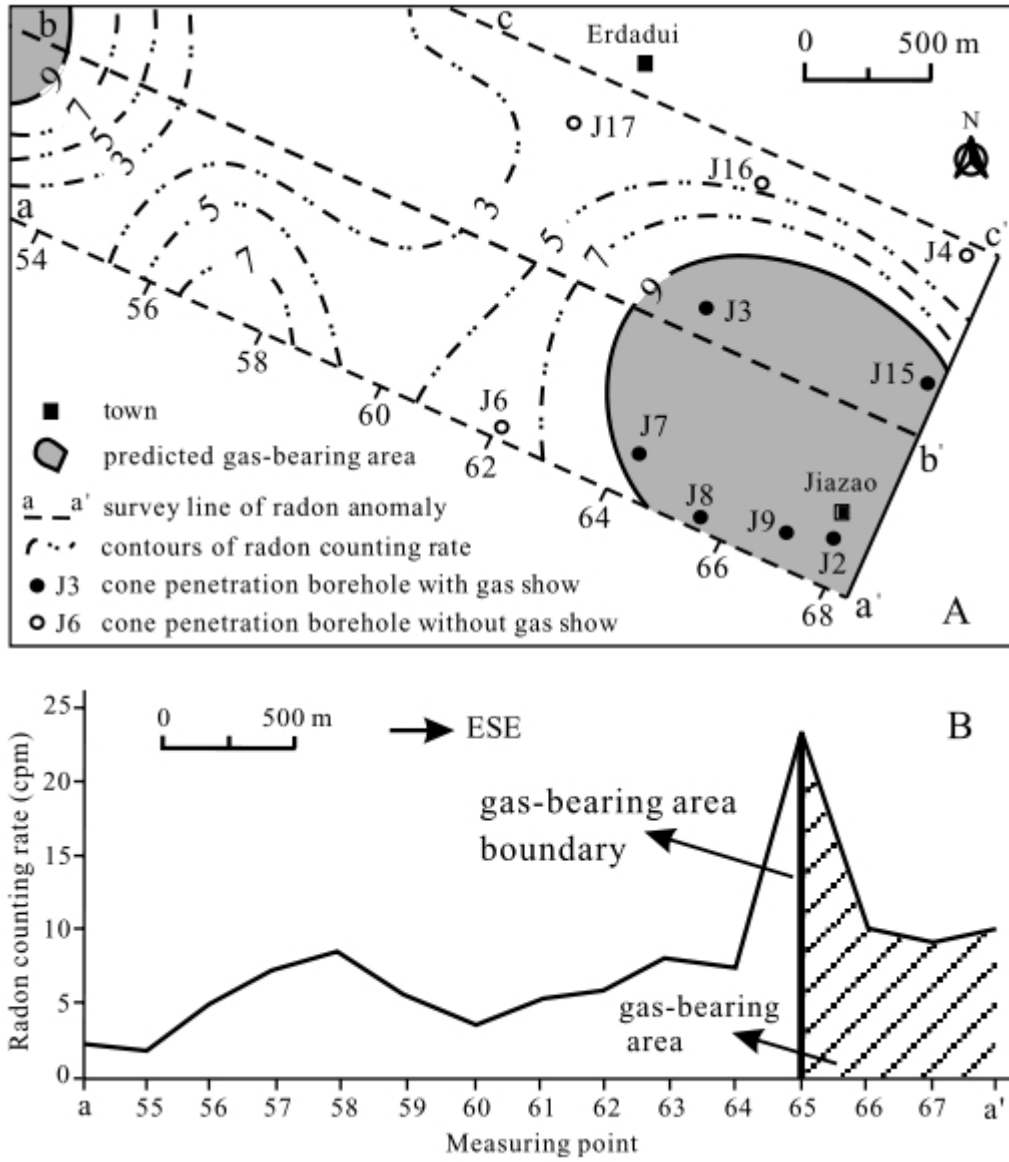 b
c
Erdadui
0 500 m
N
9
7
5
3
J17
J16
a
54
5
7
3
5
7
9
J4
c'
56
58
J3
J15
60
J6
62
J7
b'
town
predicted gas-bearing area
a a' survey line of radon anomaly
contours of radon counting rate
J3 cone penetration borehole with gas show
J6 cone penetration borehole without gas show
64
J8
66
J9
Jiazao
J2
68
a'
A
Radon counting rate (cpm)
25
20
15
10
5
0
0 500 m
ESE
B
gas-bearing area
boundary
gas-bearing
area
a 55 56 57 58 59 60 61 62 63 64 65 66 67 a'
Measuring point